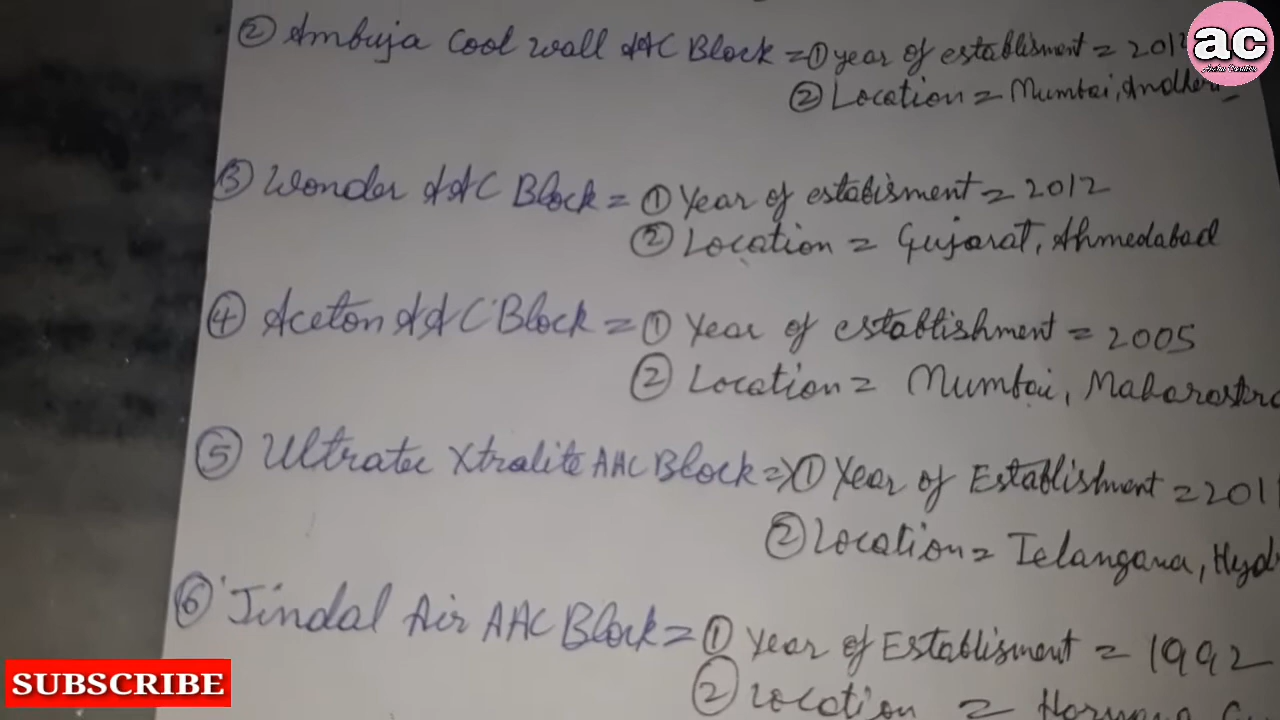 ② Ambuja Cool wall AAC Block = ① year of establisment =
② Location = Mumbai, Andheri
③ Wonder AAC Block = ① Year of estabisment = 2012
② Location = Gujarat, Ahmedabad
④ Aceton AAC Block = ① Year of establishment = 2005
② Location = Mumbai, Maharastra
⑤ Ultratec Xtralite AAC Block => ① Year of Establishment = 201
② Location = Telangana, Hyd
⑥ Jindal Air AAC Block = ① Year of Establisment = 1992
② Location =
ac
SUBSCRIBE